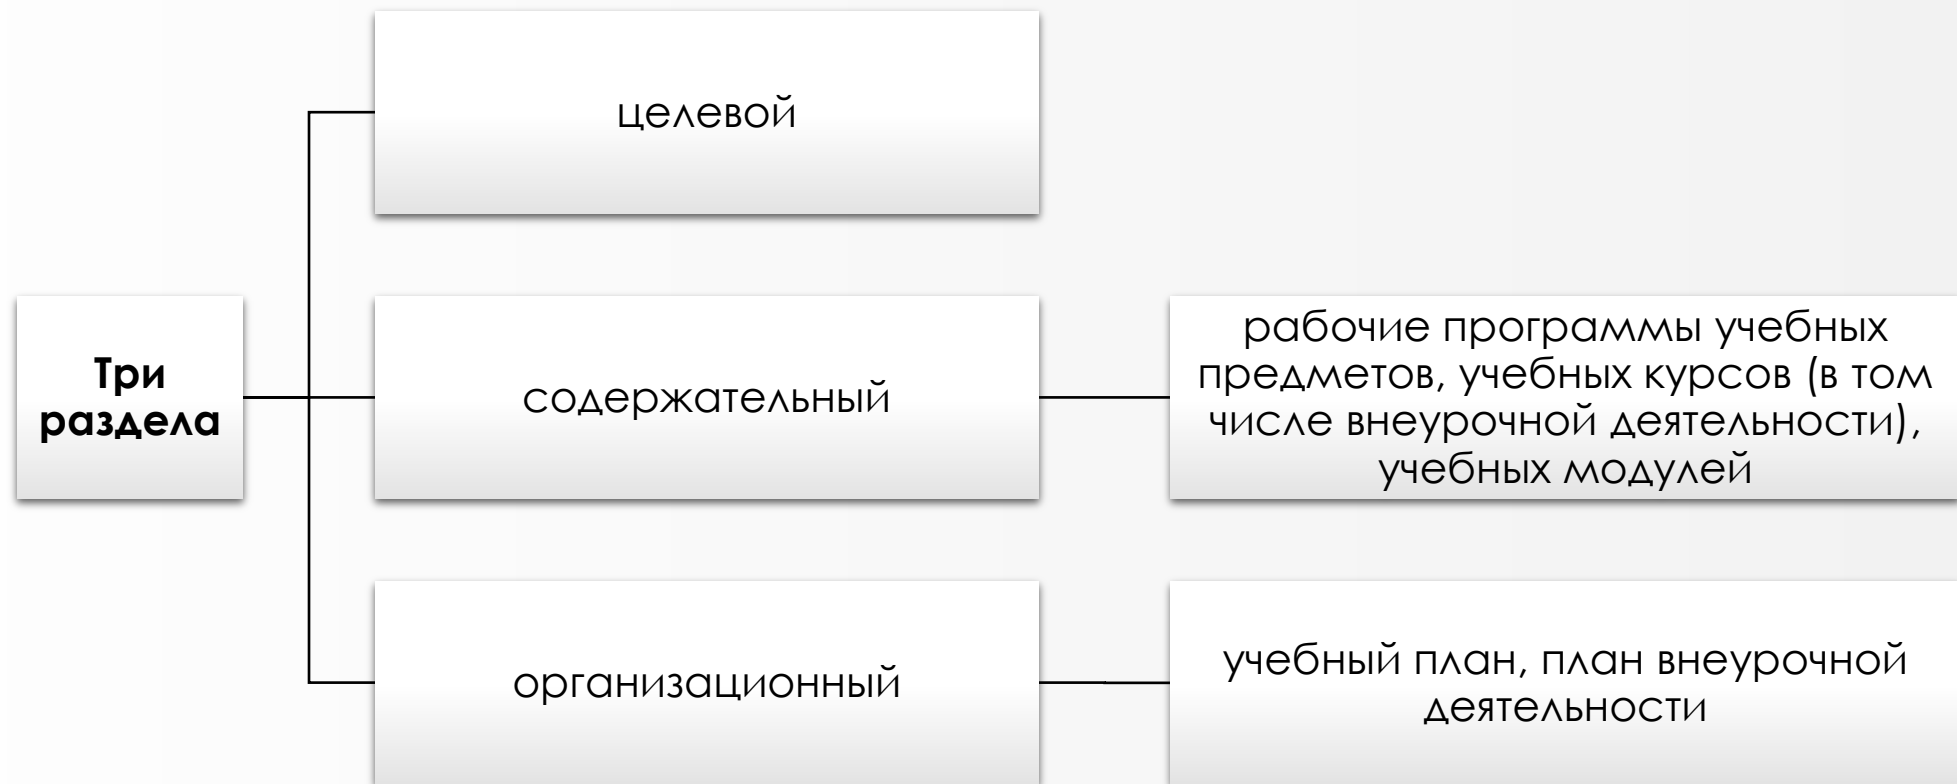 целевой
Три
раздела
содержательный
рабочие программы учебных
предметов, учебных курсов (в том
числе внеурочной деятельности),
учебных модулей
организационный
учебный план, план внеурочной
деятельности